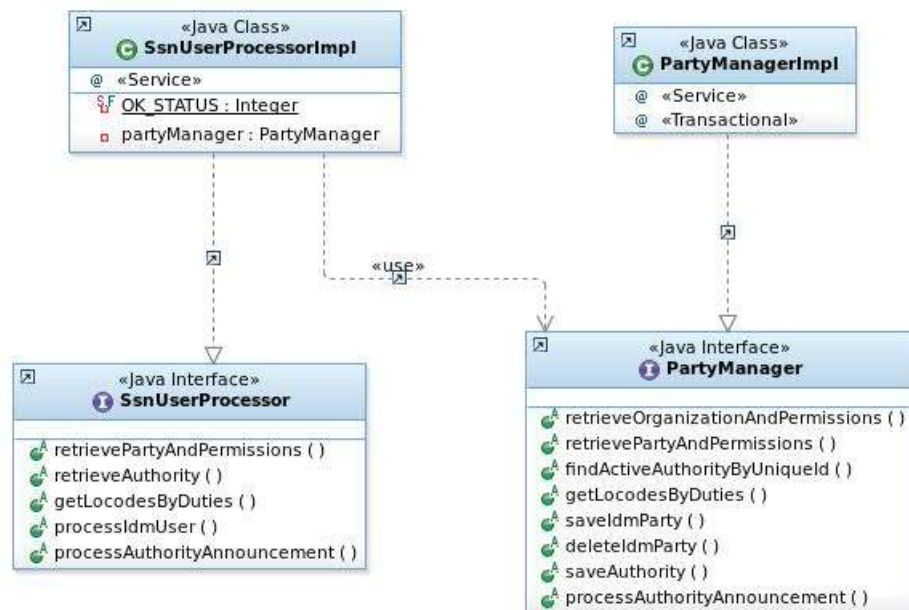 «Java Class»
SsnUserProcessorImpl
@ «Service»
OK_STATUS : Integer
partyManager : PartyManager
«Java Class»
PartyManagerImpl
@ «Service»
@ «Transactional»
«use»
«Java Interface»
SsnUserProcessor
retrievePartyAndPermissions ( )
retrieveAuthority ( )
getLocodesByDuties ( )
processIdmUser ( )
processAuthorityAnnouncement ( )
«Java Interface»
PartyManager
retrieveOrganizationAndPermissions ( )
retrievePartyAndPermissions ( )
findActiveAuthorityByUniqueId ( )
getLocodesByDuties ( )
saveIdmParty ( )
deleteIdmParty ( )
saveAuthority ( )
processAuthorityAnnouncement ( )